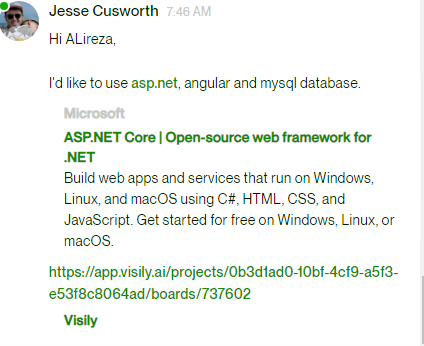 Jesse Cusworth 7:46 AM
Hi ALireza,
I'd like to use asp.net, angular and mysql database.
Microsoft
ASP.NET Core | Open-source web framework for
.NET
Build web apps and services that run on Windows,
Linux, and macOS using C#, HTML, CSS, and
JavaScript. Get started for free on Windows, Linux, or
macOS.
https://app.visily.ai/projects/0b3d1ad0-10bf-4cf9-a5f3-
e53f8c8064ad/boards/737602
Visily